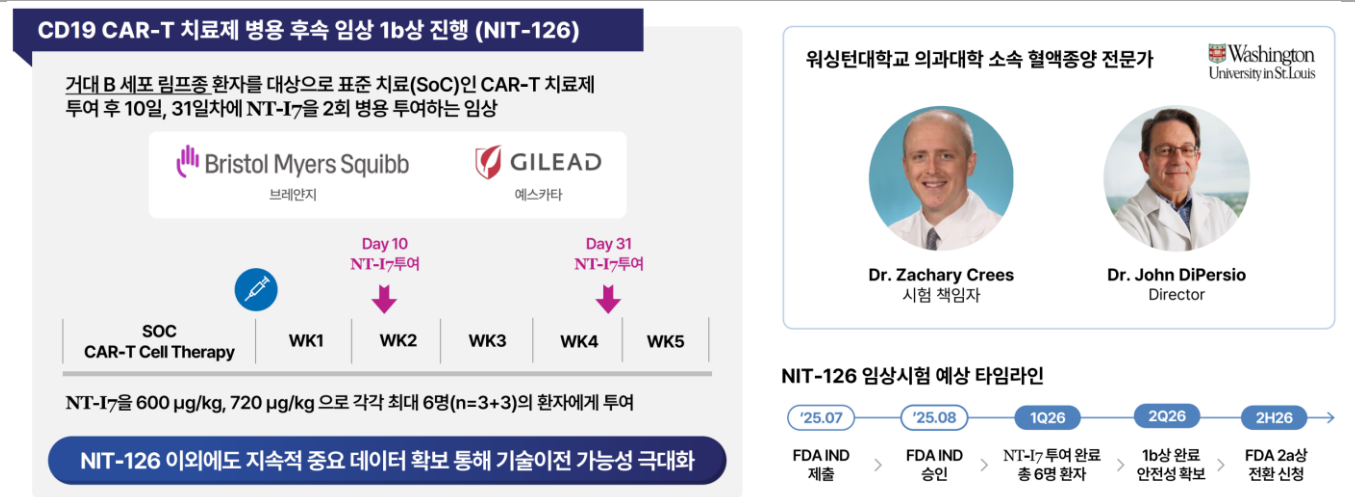 CD19 CAR-T 치료제 병용 후속 임상 1b상 진행 (NIT-126)
거대 B 세포 림프종 환자를 대상으로 표준 치료(SoC)인 CAR-T 치료제
투여 후 10일, 31일차에 NT-I7을 2회 병용 투여하는 임상
Bristol Myers Squibb
브레얀지
GILEAD
예스카타
Day 10
NT-I7투여
Day 31
NT-I7투여
SOC
CAR-T Cell Therapy
WK1
WK2
WK3
WK4
WK5
NT-I7을 600 μg/kg, 720 μg/kg 으로 각각 최대 6명(n=3+3)의 환자에게 투여
NIT-126 이외에도 지속적 중요 데이터 확보 통해 기술이전 가능성 극대화
워싱턴대학교 의과대학 소속 혈액종양 전문가
Washington
University in St. Louis
Dr. Zachary Crees
시험 책임자
Dr. John DiPersio
Director
NIT-126 임상시험 예상 타임라인
'25.07
'25.08
1Q26
2Q26
2H26
FDA IND
제출
FDA IND
승인
NT-I7 투여 완료
총 6명 환자
1b상 완료
안전성 확보
FDA 2a상
전환 신청